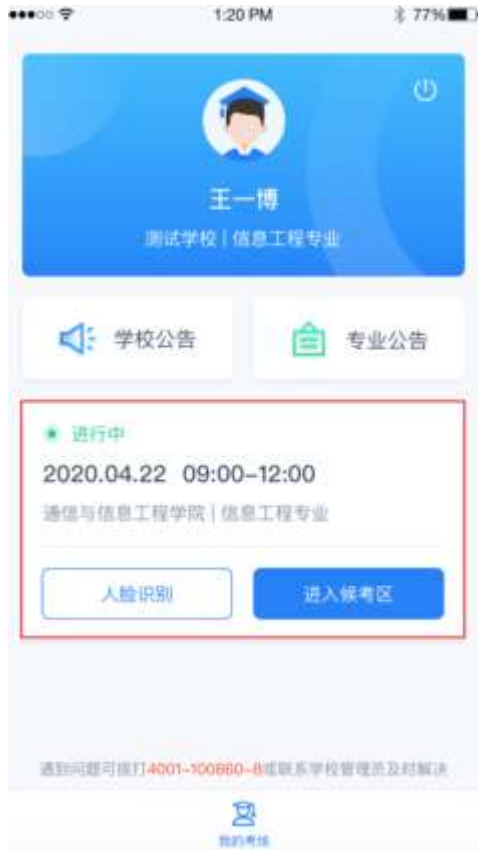 1:20 PM 77%
王一博
测试学校 | 信息工程专业
学校公告 专业公告
进行中
2020.04.22 09:00-12:00
通信与信息工程学院 | 信息工程专业
人脸识别 进入候考区
遇到问题可拨打4001-100860-8或联系学校管理员及时解决
我的考场